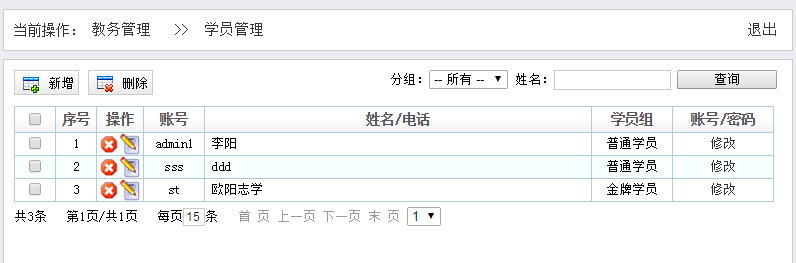 当前操作： 教务管理 >> 学员管理 退出
新增 删除 分组： -- 所有 -- 姓名： 查询
序号 操作 账号 姓名/电话 学员组 账号/密码
1 admin1 李阳 普通学员 修改
2 sss ddd 普通学员 修改
3 st 欧阳志学 金牌学员 修改
共3条 第1页/共1页 每页15条 首 页 上一页 下一页 末 页 1